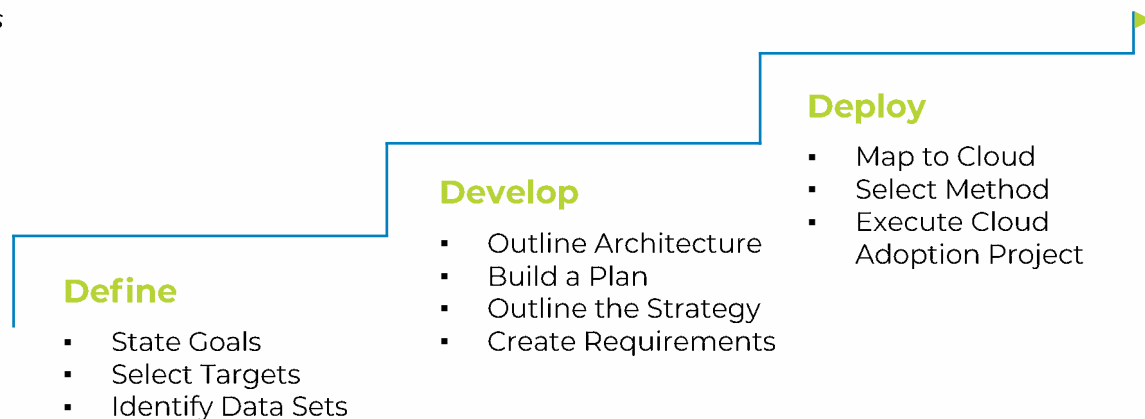 s
Deploy
▪ Map to Cloud
▪ Select Method
▪ Execute Cloud
Adoption Project
Develop
▪ Outline Architecture
▪ Build a Plan
▪ Outline the Strategy
▪ Create Requirements
Define
▪ State Goals
▪ Select Targets
▪ Identify Data Sets